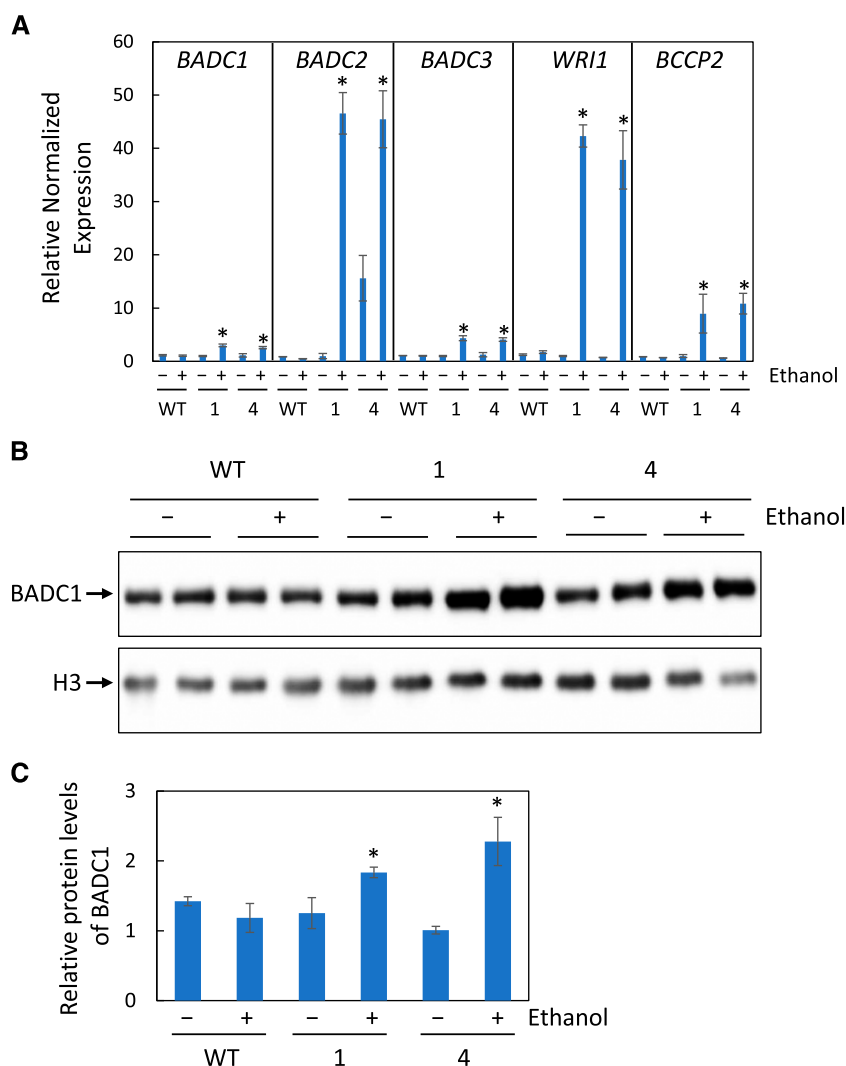 A
60
50
40
30
20
10
0
Relative Normalized
Expression
BADC1 BADC2 BADC3 WRI1 BCCP2
* * * * * * * * * *
− + − + − + − + − + − + − + − + − + − + − + − + − + − + − + Ethanol
WT 1 4 WT 1 4 WT 1 4 WT 1 4 WT 1 4
B
WT 1 4
− + − + − + Ethanol
BADC1
H3
C
3
2
1
0
Relative protein levels
of BADC1
* *
− + − + − + Ethanol
WT 1 4